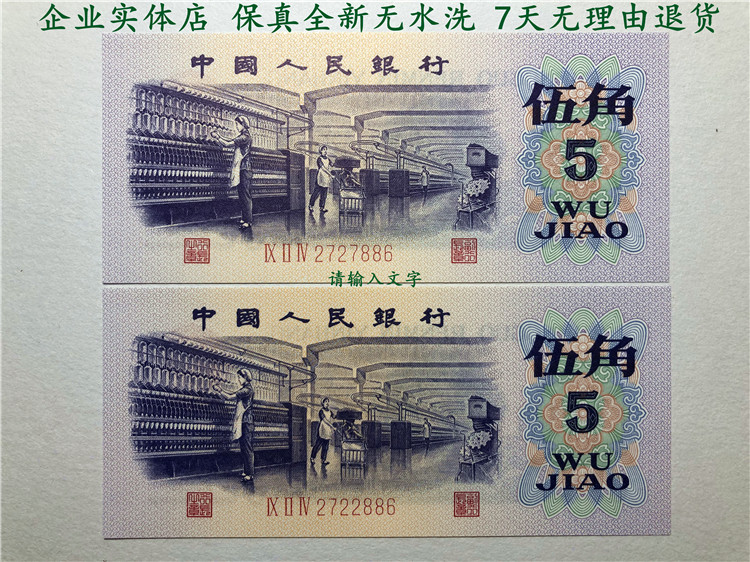 企业实体店 保真全新无水洗 7天无理由退货
中國人民銀行
伍角
5
WU
JIAO
IX II IV 2727886
请输入文字
中國人民銀行
伍角
5
WU
JIAO
IX II IV 2722886